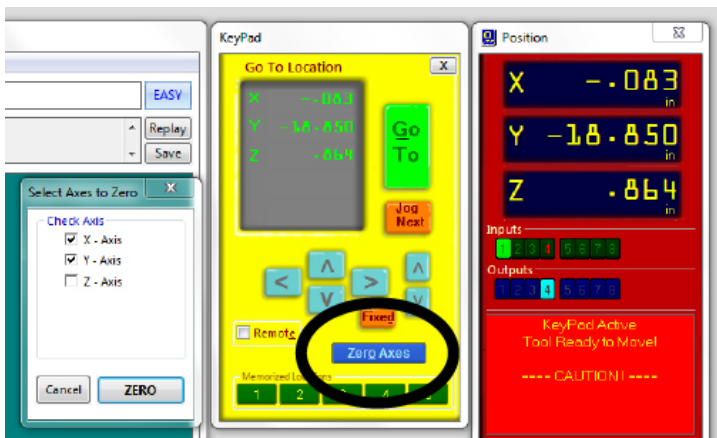 EASY
Replay
Save
Select Axes to Zero
X
Check Axis
X - Axis
Y - Axis
Z - Axis
Cancel
ZERO
KeyPad
Go To Location
X
X -.083
Y -18.850
Z .864
Go
To
Jog
Next
<
^
>
V
^
V
Fixed
Remote
Zero Axes
Memorized Locations
1 2 3 4
Position
X -.083
in
Y -18.850
in
Z .864
in
Inputs
1 2 3 4 5 6 7 8
Outputs
1 2 3 4 5 6 7 8
KeyPad Active
Tool Ready to Move!
---- CAUTION! ----